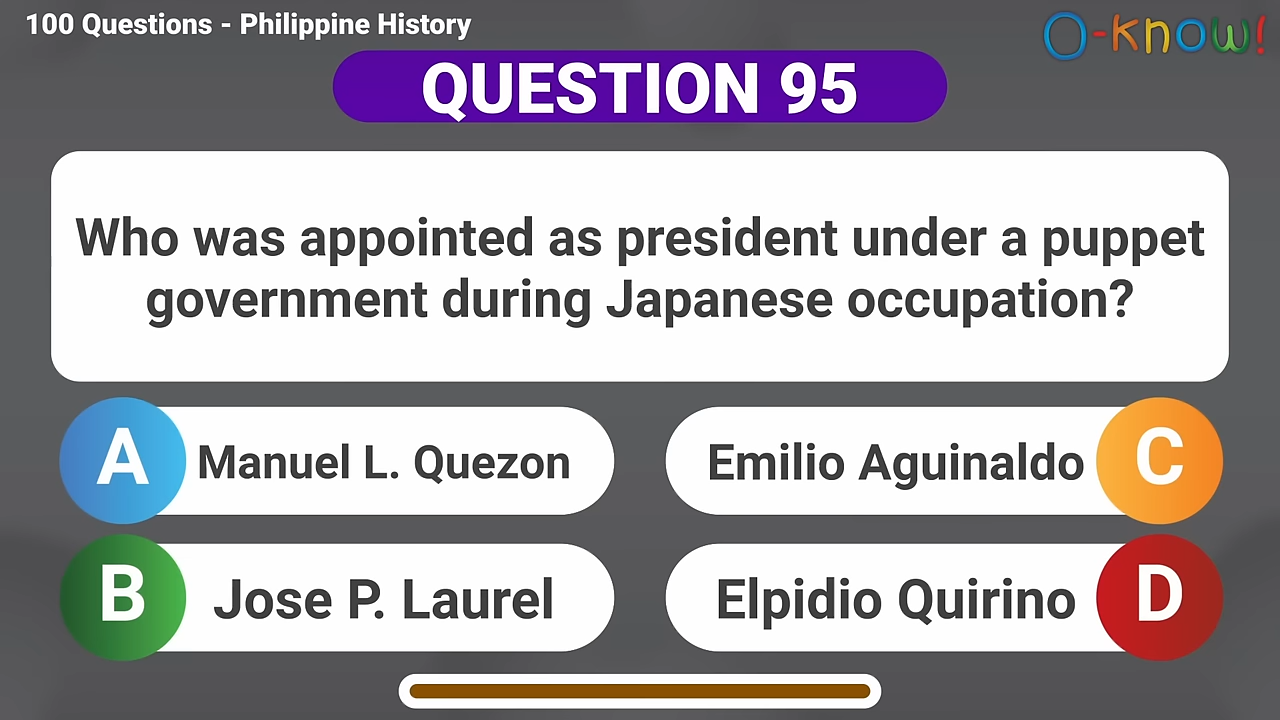 100 Questions - Philippine History
O-know!
QUESTION 95
Who was appointed as president under a puppet
government during Japanese occupation?
A Manuel L. Quezon
B Jose P. Laurel
Emilio Aguinaldo C
Elpidio Quirino D